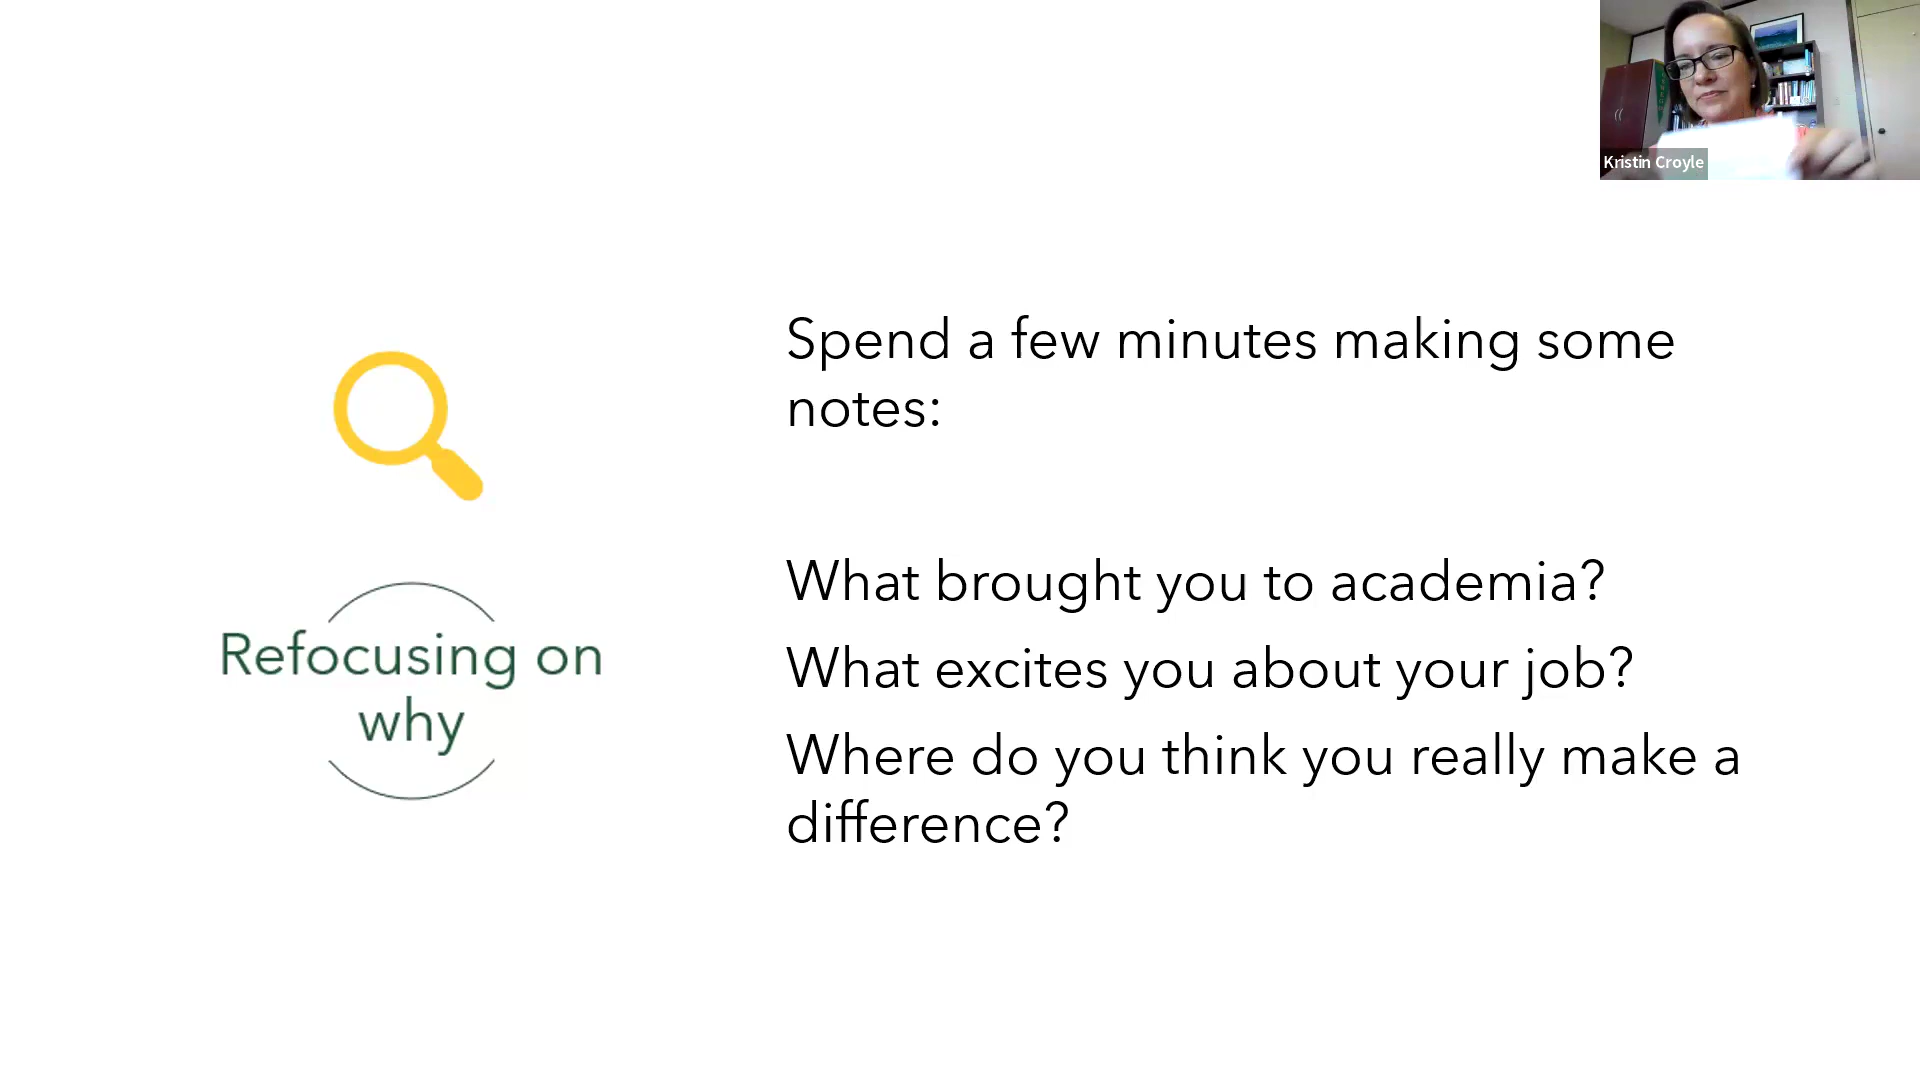 Kristin Croyle
Spend a few minutes making some
notes:
What brought you to academia?
What excites you about your job?
Where do you think you really make a
difference?
Refocusing on
why